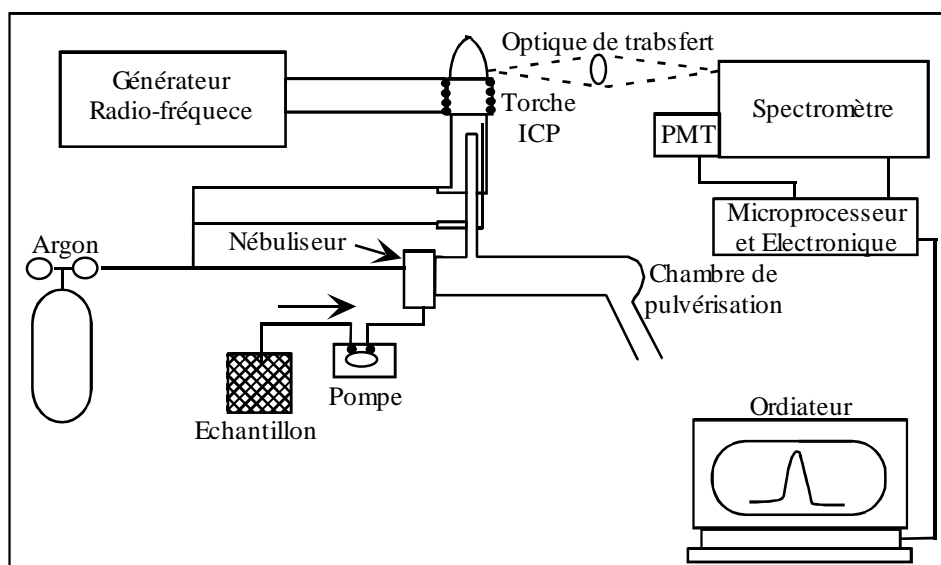 Optique de trabsfert
Générateur
Radio-fréquece
Torche
ICP
Spectromètre
PMT
Microprocesseur
et Electronique
Argon
Nébuliseur
Chambre de
pulvérisation
Pompe
Echantillon
Ordiateur